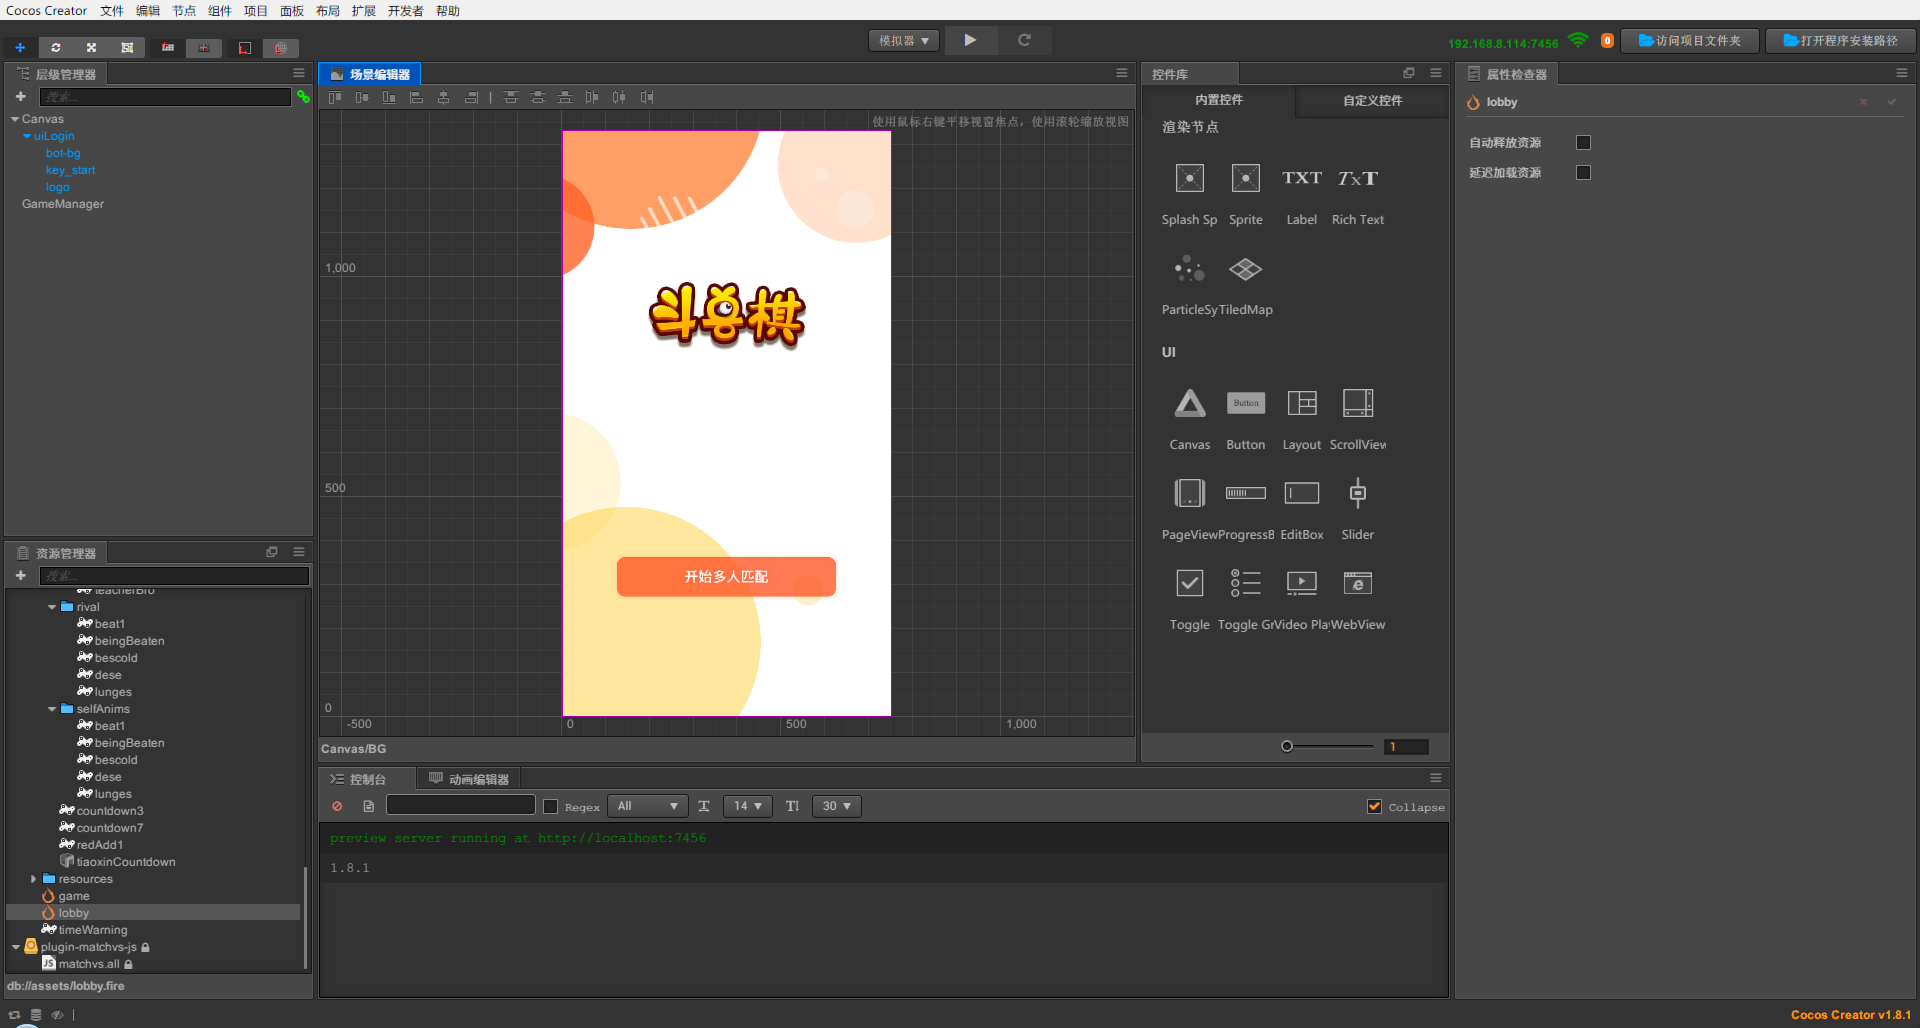 Cocos Creator 文件 编辑 节点 组件 项目 面板 布局 扩展 开发者 帮助
模拟器
192.168.8.114:7456 0 访问项目文件夹 打开程序安装路径
层级管理器
搜索...
Canvas
uiLogin
bot-bg
key_start
logo
GameManager
资源管理器
搜索...
teacherBro
rival
beat1
beingBeaten
bescold
dese
lunges
selfAnims
beat1
beingBeaten
bescold
dese
lunges
countdown3
countdown7
redAdd1
tiaoxinCountdown
resources
game
lobby
timeWarning
plugin-matchvs-js
JS matchvs.all
db://assets/lobby.fire
场景编辑器
使用鼠标右键平移视窗焦点，使用滚轮缩放视图
1,000
500
0
-500 0 500 1,000
斗兽棋
开始多人匹配
Canvas/BG
控制台 动画编辑器
Regex All 14 30 Collapse
preview server running at http://localhost:7456
1.8.1
控件库
内置控件 自定义控件
渲染节点
TXT TxT
Splash Sp Sprite Label Rich Text
ParticleSy TiledMap
UI
Button
Canvas Button Layout ScrollView
PageView ProgressB EditBox Slider
Toggle Toggle Gr Video Pla WebView
1
属性检查器
lobby
自动释放资源
延迟加载资源
Cocos Creator v1.8.1